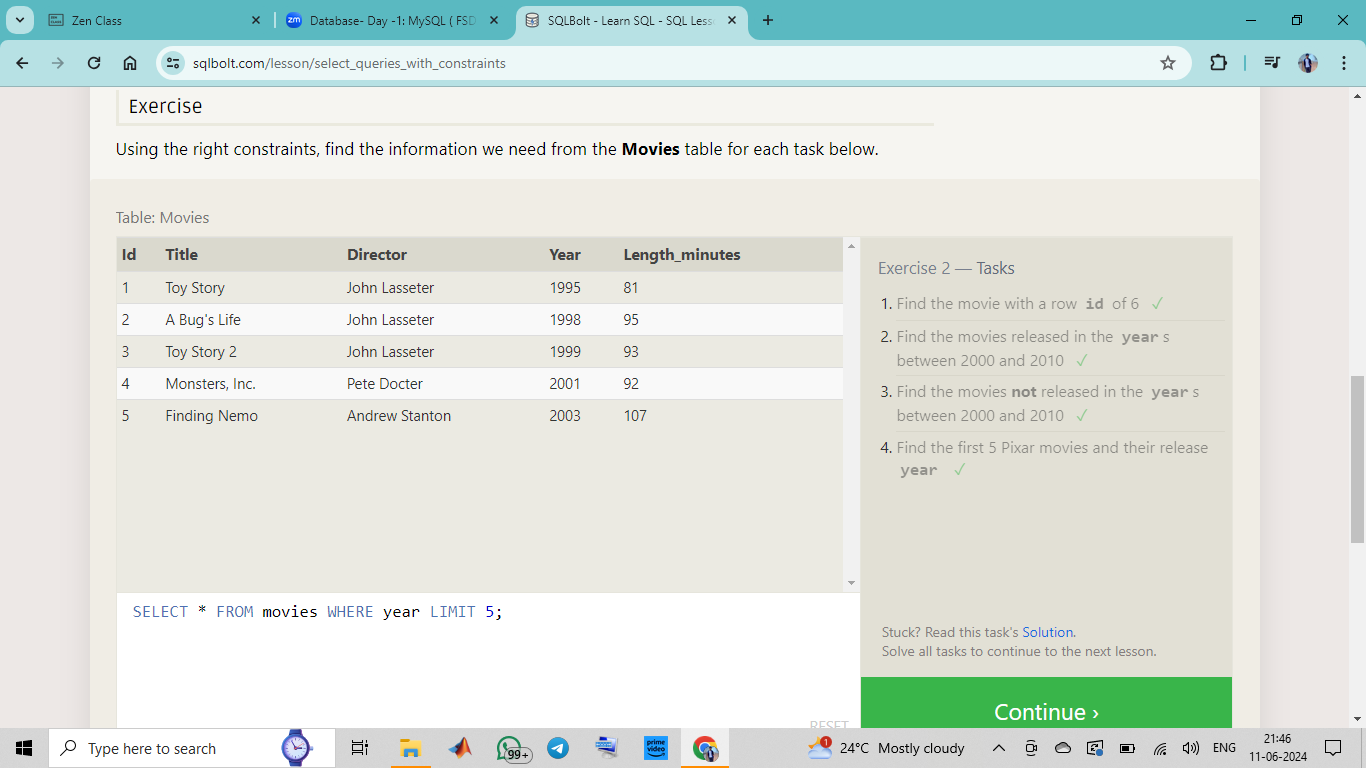 Zen Class
zm Database- Day -1: MySQL ( FSD
SQLBolt - Learn SQL - SQL Less
sqlbolt.com/lesson/select_queries_with_constraints
Exercise
Using the right constraints, find the information we need from the Movies table for each task below.
Table: Movies
Id Title Director Year Length_minutes
1 Toy Story John Lasseter 1995 81
2 A Bug's Life John Lasseter 1998 95
3 Toy Story 2 John Lasseter 1999 93
4 Monsters, Inc. Pete Docter 2001 92
5 Finding Nemo Andrew Stanton 2003 107
Exercise 2 — Tasks
1. Find the movie with a row id of 6 ✓
2. Find the movies released in the year s
between 2000 and 2010 ✓
3. Find the movies not released in the year s
between 2000 and 2010 ✓
4. Find the first 5 Pixar movies and their release
year ✓
SELECT * FROM movies WHERE year LIMIT 5;
RESET
Stuck? Read this task's Solution.
Solve all tasks to continue to the next lesson.
Continue ›
Type here to search
99+
prime
video
1
24°C Mostly cloudy
ENG
21:46
11-06-2024